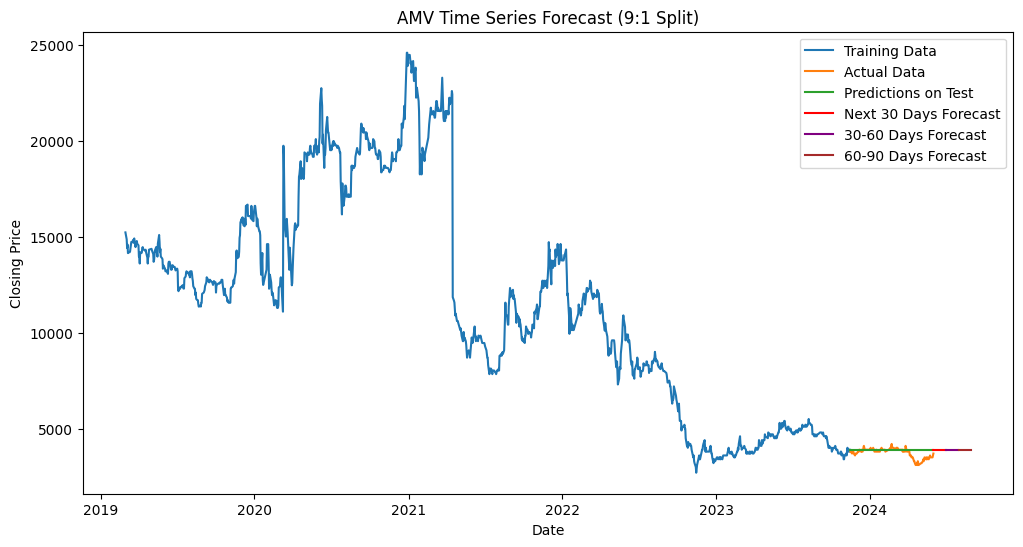 AMV Time Series Forecast (9:1 Split)
Training Data
Actual Data
Predictions on Test
Next 30 Days Forecast
30-60 Days Forecast
60-90 Days Forecast
Closing Price
25000
20000
15000
10000
5000
2019 2020 2021 2022 2023 2024
Date